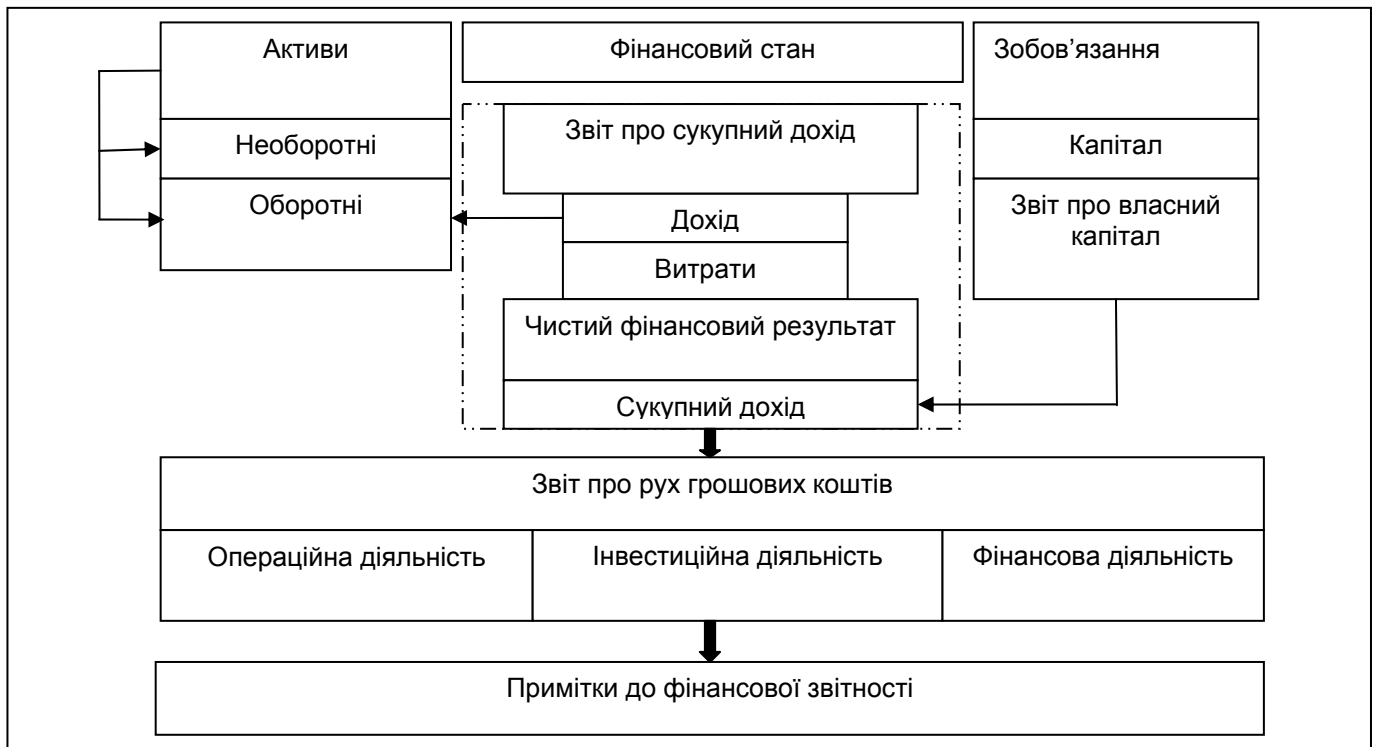 Активи
Фінансовий стан
Зобов’язання
Звіт про сукупний дохід
Необоротні
Капітал
Оборотні
Дохід
Звіт про власний
капітал
Витрати
Чистий фінансовий результат
Сукупний дохід
Звіт про рух грошових коштів
Операційна діяльність
Інвестиційна діяльність
Фінансова діяльність
Примітки до фінансової звітності